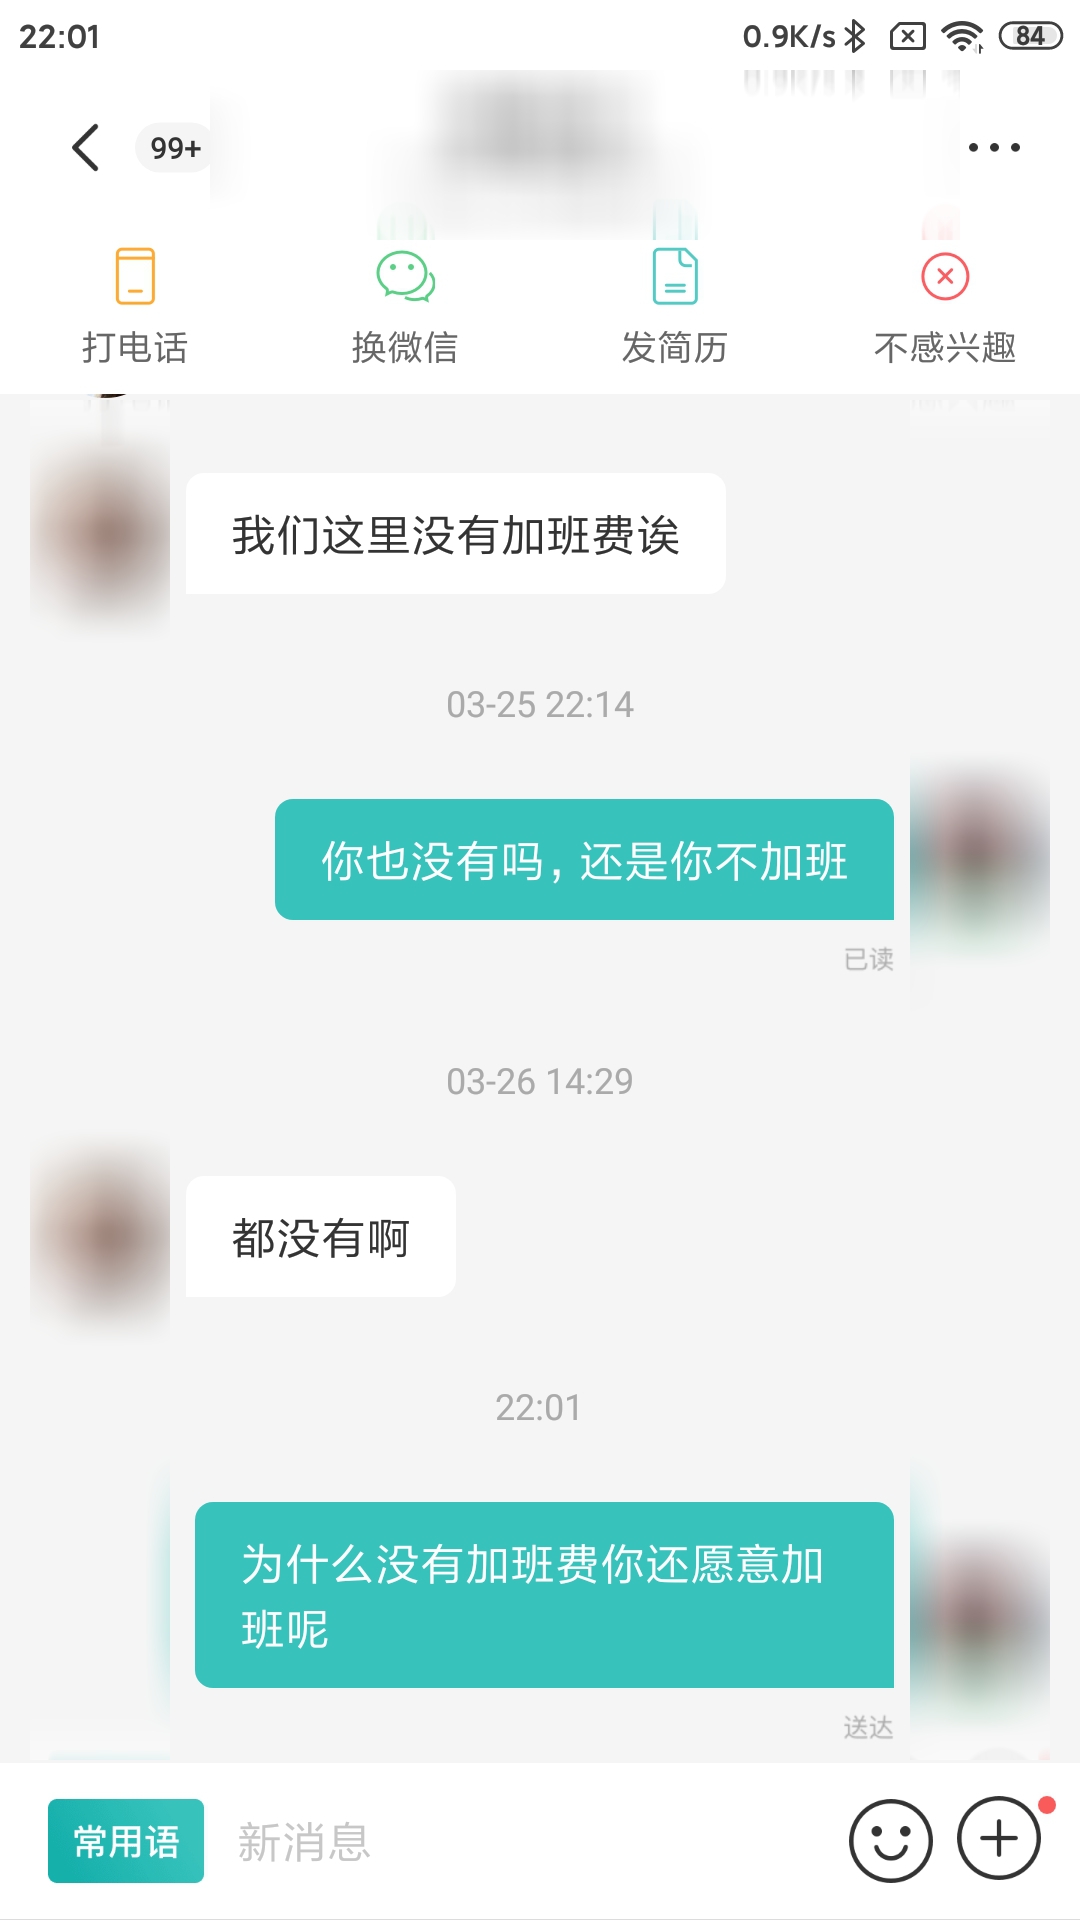 22:01 0.9K/s 84
99+
打电话 换微信 发简历 不感兴趣
我们这里没有加班费诶
03-25 22:14
你也没有吗，还是你不加班
已读
03-26 14:29
都没有啊
22:01
为什么没有加班费你还愿意加
班呢
送达
常用语 新消息